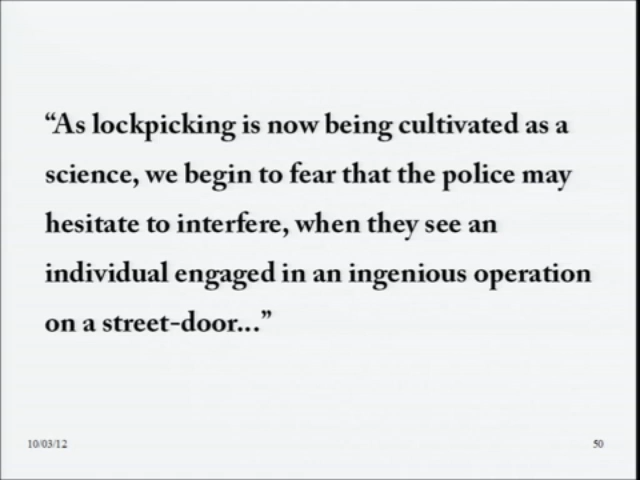 “As lockpicking is now being cultivated as a
science, we begin to fear that the police may
hesitate to interfere, when they see an
individual engaged in an ingenious operation
on a street-door...”
10/03/12
50